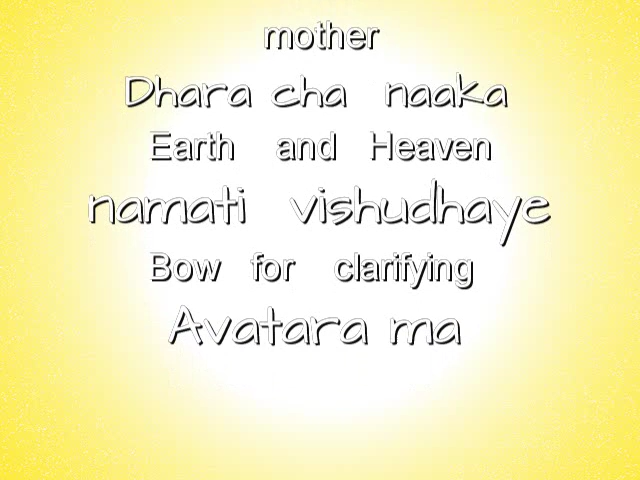 mother
Dhara cha naaka
Earth and Heaven
namati vishudhaye
Bow for clarifying
Avatara ma